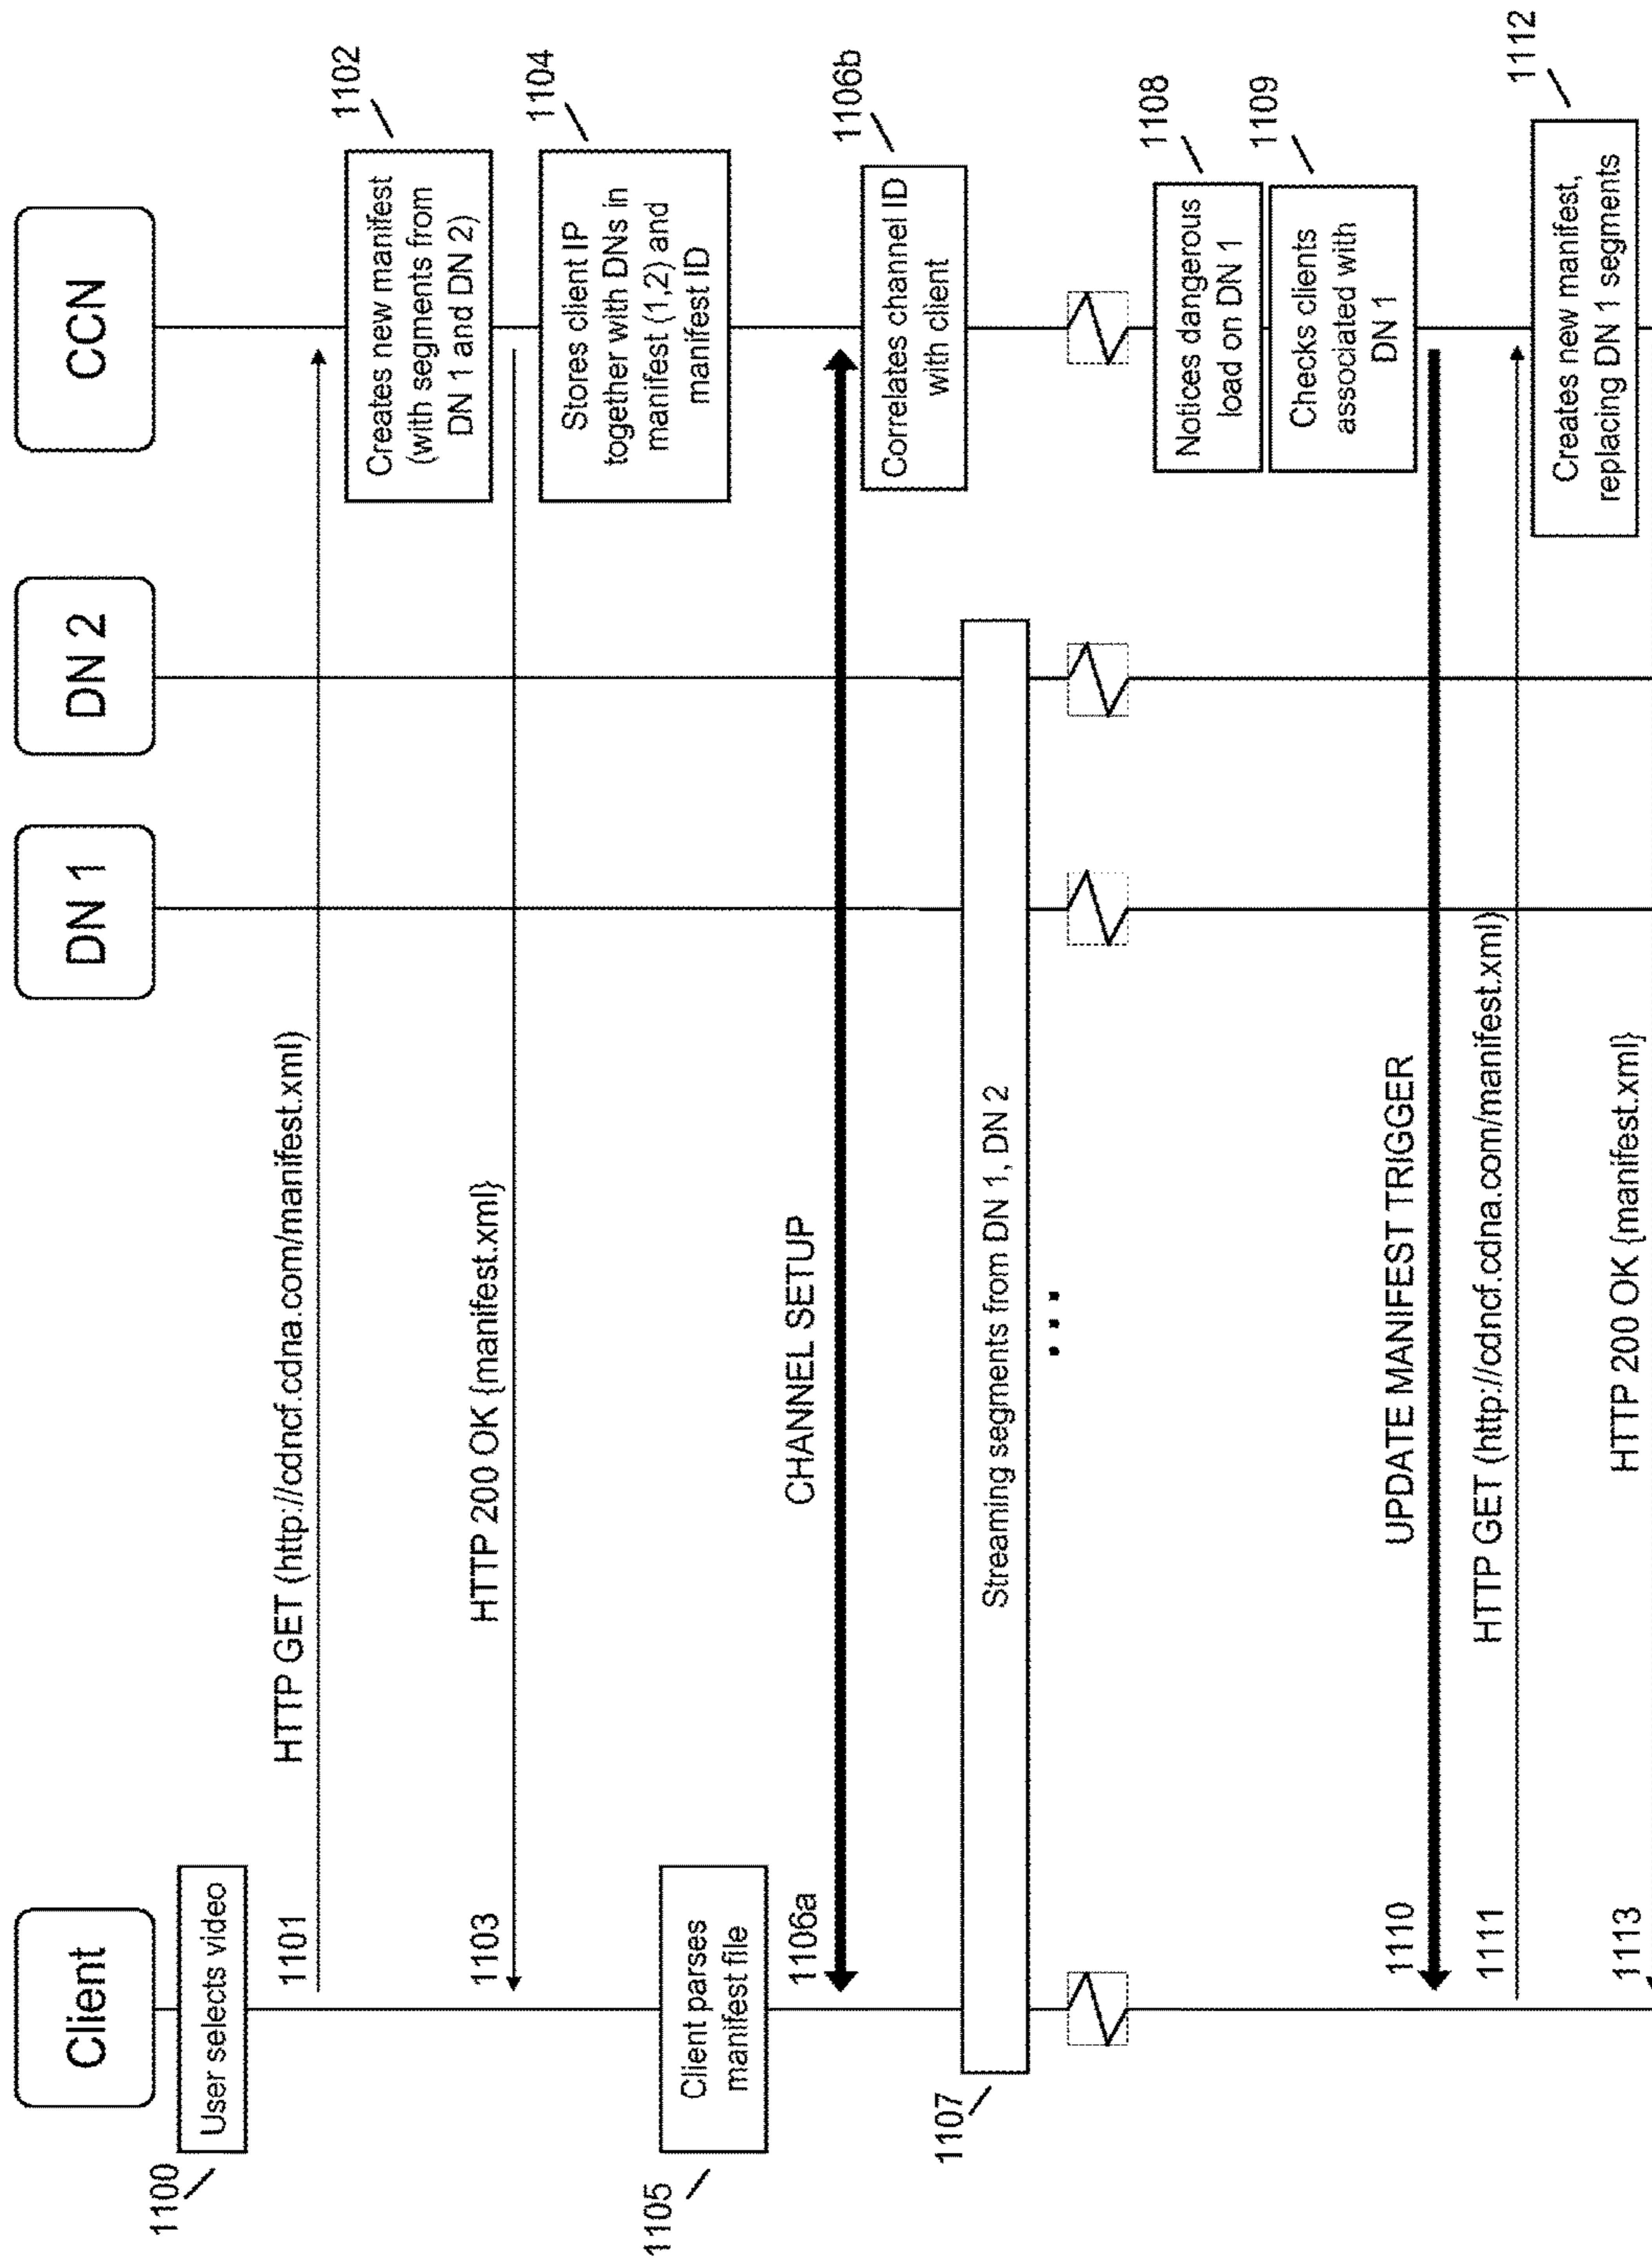 Client
DN 1
DN 2
CCN
1100
User selects video
1101
HTTP GET (http://cdncf.cdna.com/manifest.xml)
1102
Creates new manifest
(with segments from
DN 1 and DN 2)
1103
HTTP 200 OK {manifest.xml}
1104
Stores client IP
together with DNs in
manifest (1,2) and
manifest ID
1105
Client parses
manifest file
1106a
CHANNEL SETUP
1106b
Correlates channel ID
with client
1107
Streaming segments from DN 1, DN 2
...
1108
Notices dangerous
load on DN 1
1109
Checks clients
associated with
DN 1
1110
UPDATE MANIFEST TRIGGER
1111
HTTP GET (http://cdncf.cdna.com/manifest.xml)
1112
Creates new manifest,
replacing DN 1 segments
1113
HTTP 200 OK {manifest.xml}